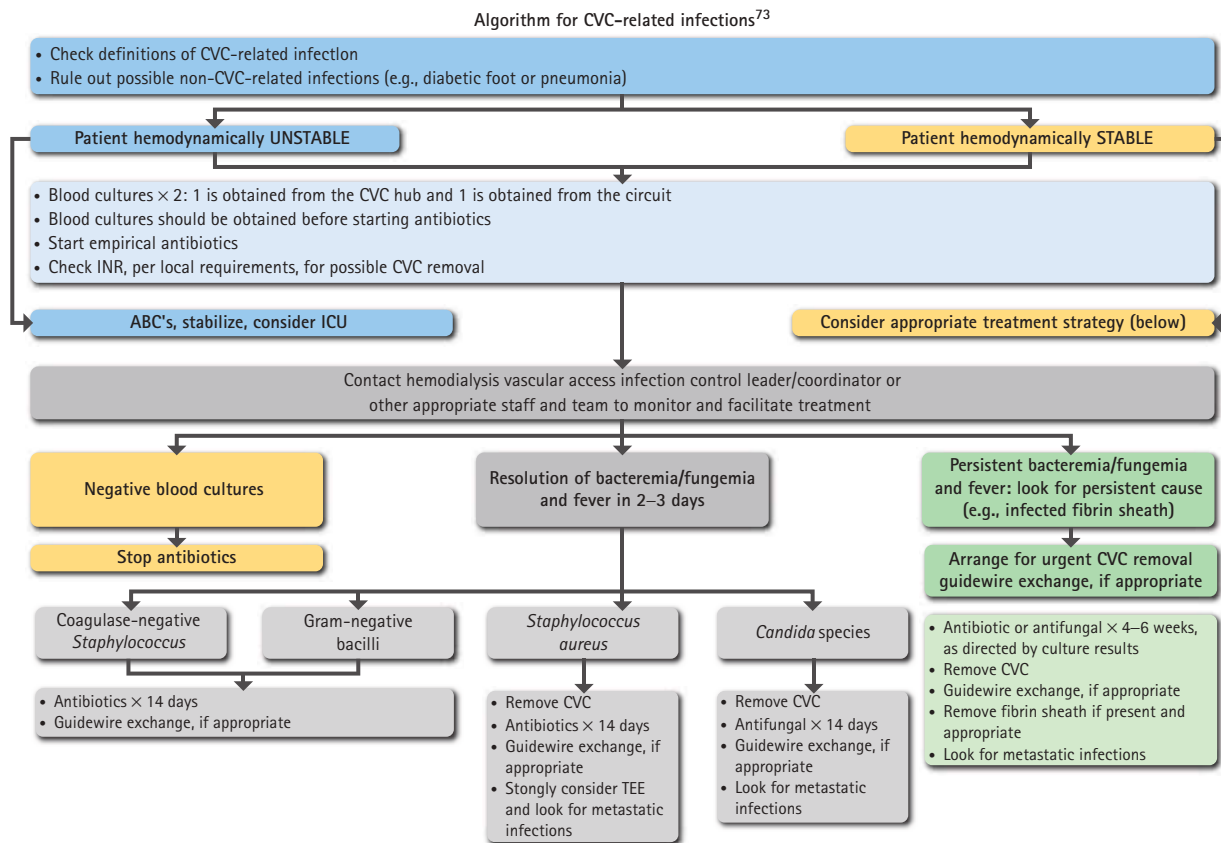 Algorithm for CVC-related infections73
• Check definitions of CVC-related infectlon
• Rule out possible non-CVC-related infections (e.g., diabetic foot or pneumonia)
Patient hemodynamically UNSTABLE
Patient hemodynamically STABLE
• Blood cultures × 2: 1 is obtained from the CVC hub and 1 is obtained from the circuit
• Blood cultures should be obtained before starting antibiotics
• Start empirical antibiotics
• Check INR, per local requirements, for possible CVC removal
ABC's, stabilize, consider ICU
Consider appropriate treatment strategy (below)
Contact hemodialysis vascular access infection control leader/coordinator or
other appropriate staff and team to monitor and facilitate treatment
Negative blood cultures
Stop antibiotics
Resolution of bacteremia/fungemia
and fever in 2–3 days
Persistent bacteremia/fungemia
and fever: look for persistent cause
(e.g., infected fibrin sheath)
Arrange for urgent CVC removal
guidewire exchange, if appropriate
Coagulase-negative
Staphylococcus
Gram-negative
bacilli
Staphylococcus
aureus
Candida species
• Antibiotics × 14 days
• Guidewire exchange, if appropriate
• Remove CVC
• Antibiotics × 14 days
• Guidewire exchange, if
appropriate
• Strongly consider TEE
and look for metastatic
infections
• Remove CVC
• Antifungal × 14 days
• Guidewire exchange, if
appropriate
• Look for metastatic
infections
• Antibiotic or antifungal × 4–6 weeks,
as directed by culture results
• Remove CVC
• Guidewire exchange, if appropriate
• Remove fibrin sheath if present and
appropriate
• Look for metastatic infections